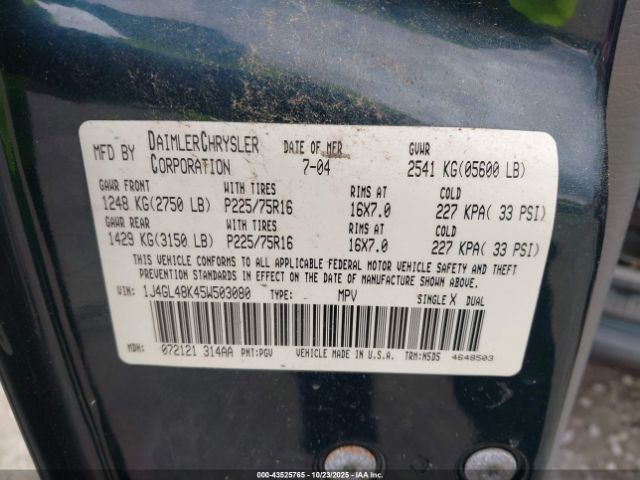 MFD BY DAIMLERCHRYSLER CORPORATION DATE OF MFR 7-04 GVWR 2541 KG(05600 LB)
GAWR FRONT WITH TIRES RIMS AT COLD
1248 KG(2750 LB) P225/75R16 16X7.0 227 KPA( 33 PSI)
GAWR REAR WITH TIRES RIMS AT COLD
1429 KG(3150 LB) P225/75R16 16X7.0 227 KPA( 33 PSI)
THIS VEHICLE CONFORMS TO ALL APPLICABLE FEDERAL MOTOR VEHICLE SAFETY AND THEFT
PREVENTION STANDARDS IN EFFECT ON THE DATE OF MANUFACTURE SHOWN ABOVE.
VIN: 1J4GL48K45W503080 TYPE: MPV SINGLE X DUAL
MDH: 072121 314AA PNT:PGV VEHICLE MADE IN U.S.A. TRM:N5D5 4648503
000-43525765 - 10/23/2025 - IAAI.COM